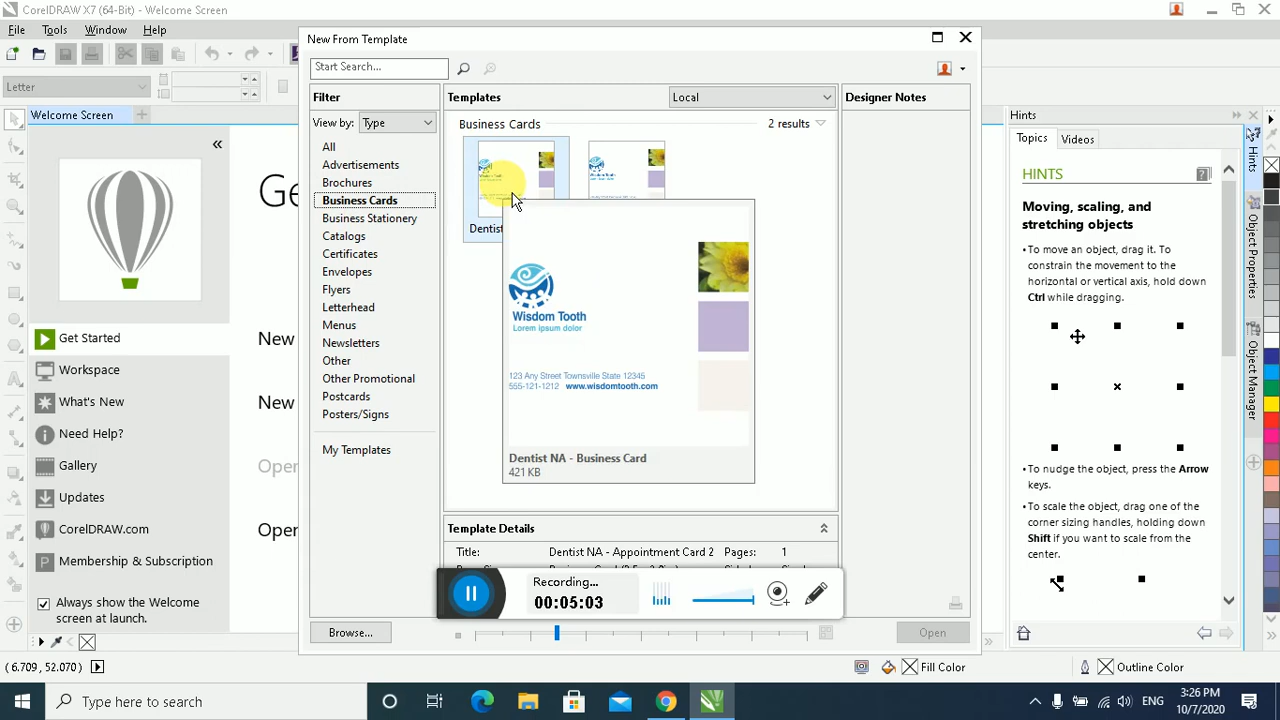 CorelDRAW X7 (64-Bit) - Welcome Screen
File Tools Window Help
Letter
Welcome Screen
Ge
Get Started
Workspace
What's New
Need Help?
Gallery
Updates
CorelDRAW.com
Membership & Subscription
Always show the Welcome
screen at launch.
New
New
Open
Open
New From Template
Start Search...
Filter
View by: Type
All
Advertisements
Brochures
Business Cards
Business Stationery
Catalogs
Certificates
Envelopes
Flyers
Letterhead
Menus
Newsletters
Other
Other Promotional
Postcards
Posters/Signs
My Templates
Browse...
Templates
Local
Business Cards 2 results
Dentist
Wisdom Tooth
Lorem ipsum dolor
123 Any Street Townsville State 12345
555-121-1212 www.wisdomtooth.com
Dentist NA - Business Card
421 KB
Template Details
Title: Dentist NA - Appointment Card 2 Pages: 1
Recording...
00:05:03
Open
Designer Notes
Hints
Topics Videos
HINTS
Moving, scaling, and
stretching objects
• To move an object, drag it. To
constrain the movement to the
horizontal or vertical axis, hold down
Ctrl while dragging.
• To nudge the object, press the Arrow
keys.
• To scale the object, drag one of the
corner sizing handles, holding down
Shift if you want to scale from the
center.
Hints
Object Properties
Object Manager
(6.709, 52.070)
Fill Color
Outline Color
Type here to search
ENG
3:26 PM
10/7/2020